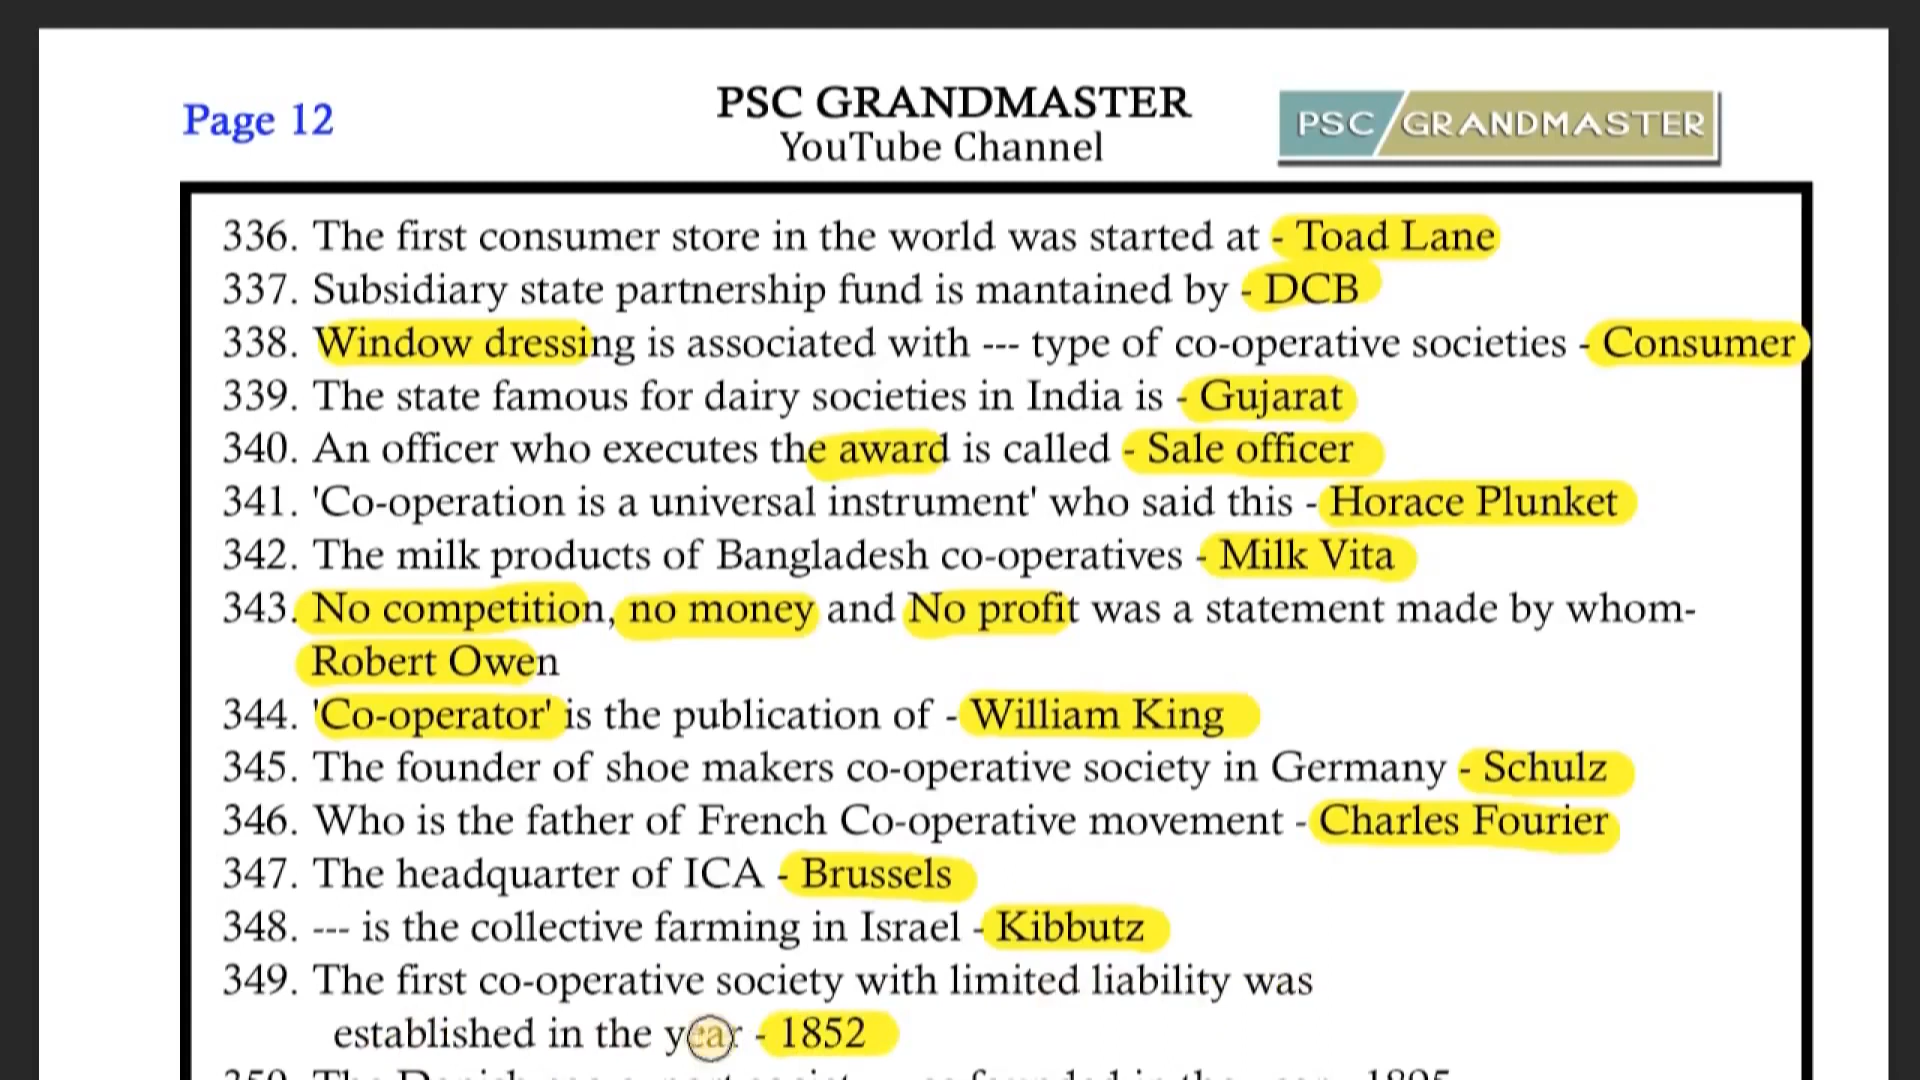 Page 12
PSC GRANDMASTER
YouTube Channel
PSC GRANDMASTER
336. The first consumer store in the world was started at - Toad Lane
337. Subsidiary state partnership fund is mantained by - DCB
338. Window dressing is associated with --- type of co-operative societies - Consumer
339. The state famous for dairy societies in India is - Gujarat
340. An officer who executes the award is called - Sale officer
341. 'Co-operation is a universal instrument' who said this - Horace Plunket
342. The milk products of Bangladesh co-operatives - Milk Vita
343. No competition, no money and No profit was a statement made by whom-
Robert Owen
344. 'Co-operator' is the publication of - William King
345. The founder of shoe makers co-operative society in Germany - Schulz
346. Who is the father of French Co-operative movement - Charles Fourier
347. The headquarter of ICA - Brussels
348. --- is the collective farming in Israel - Kibbutz
349. The first co-operative society with limited liability was
established in the year - 1852